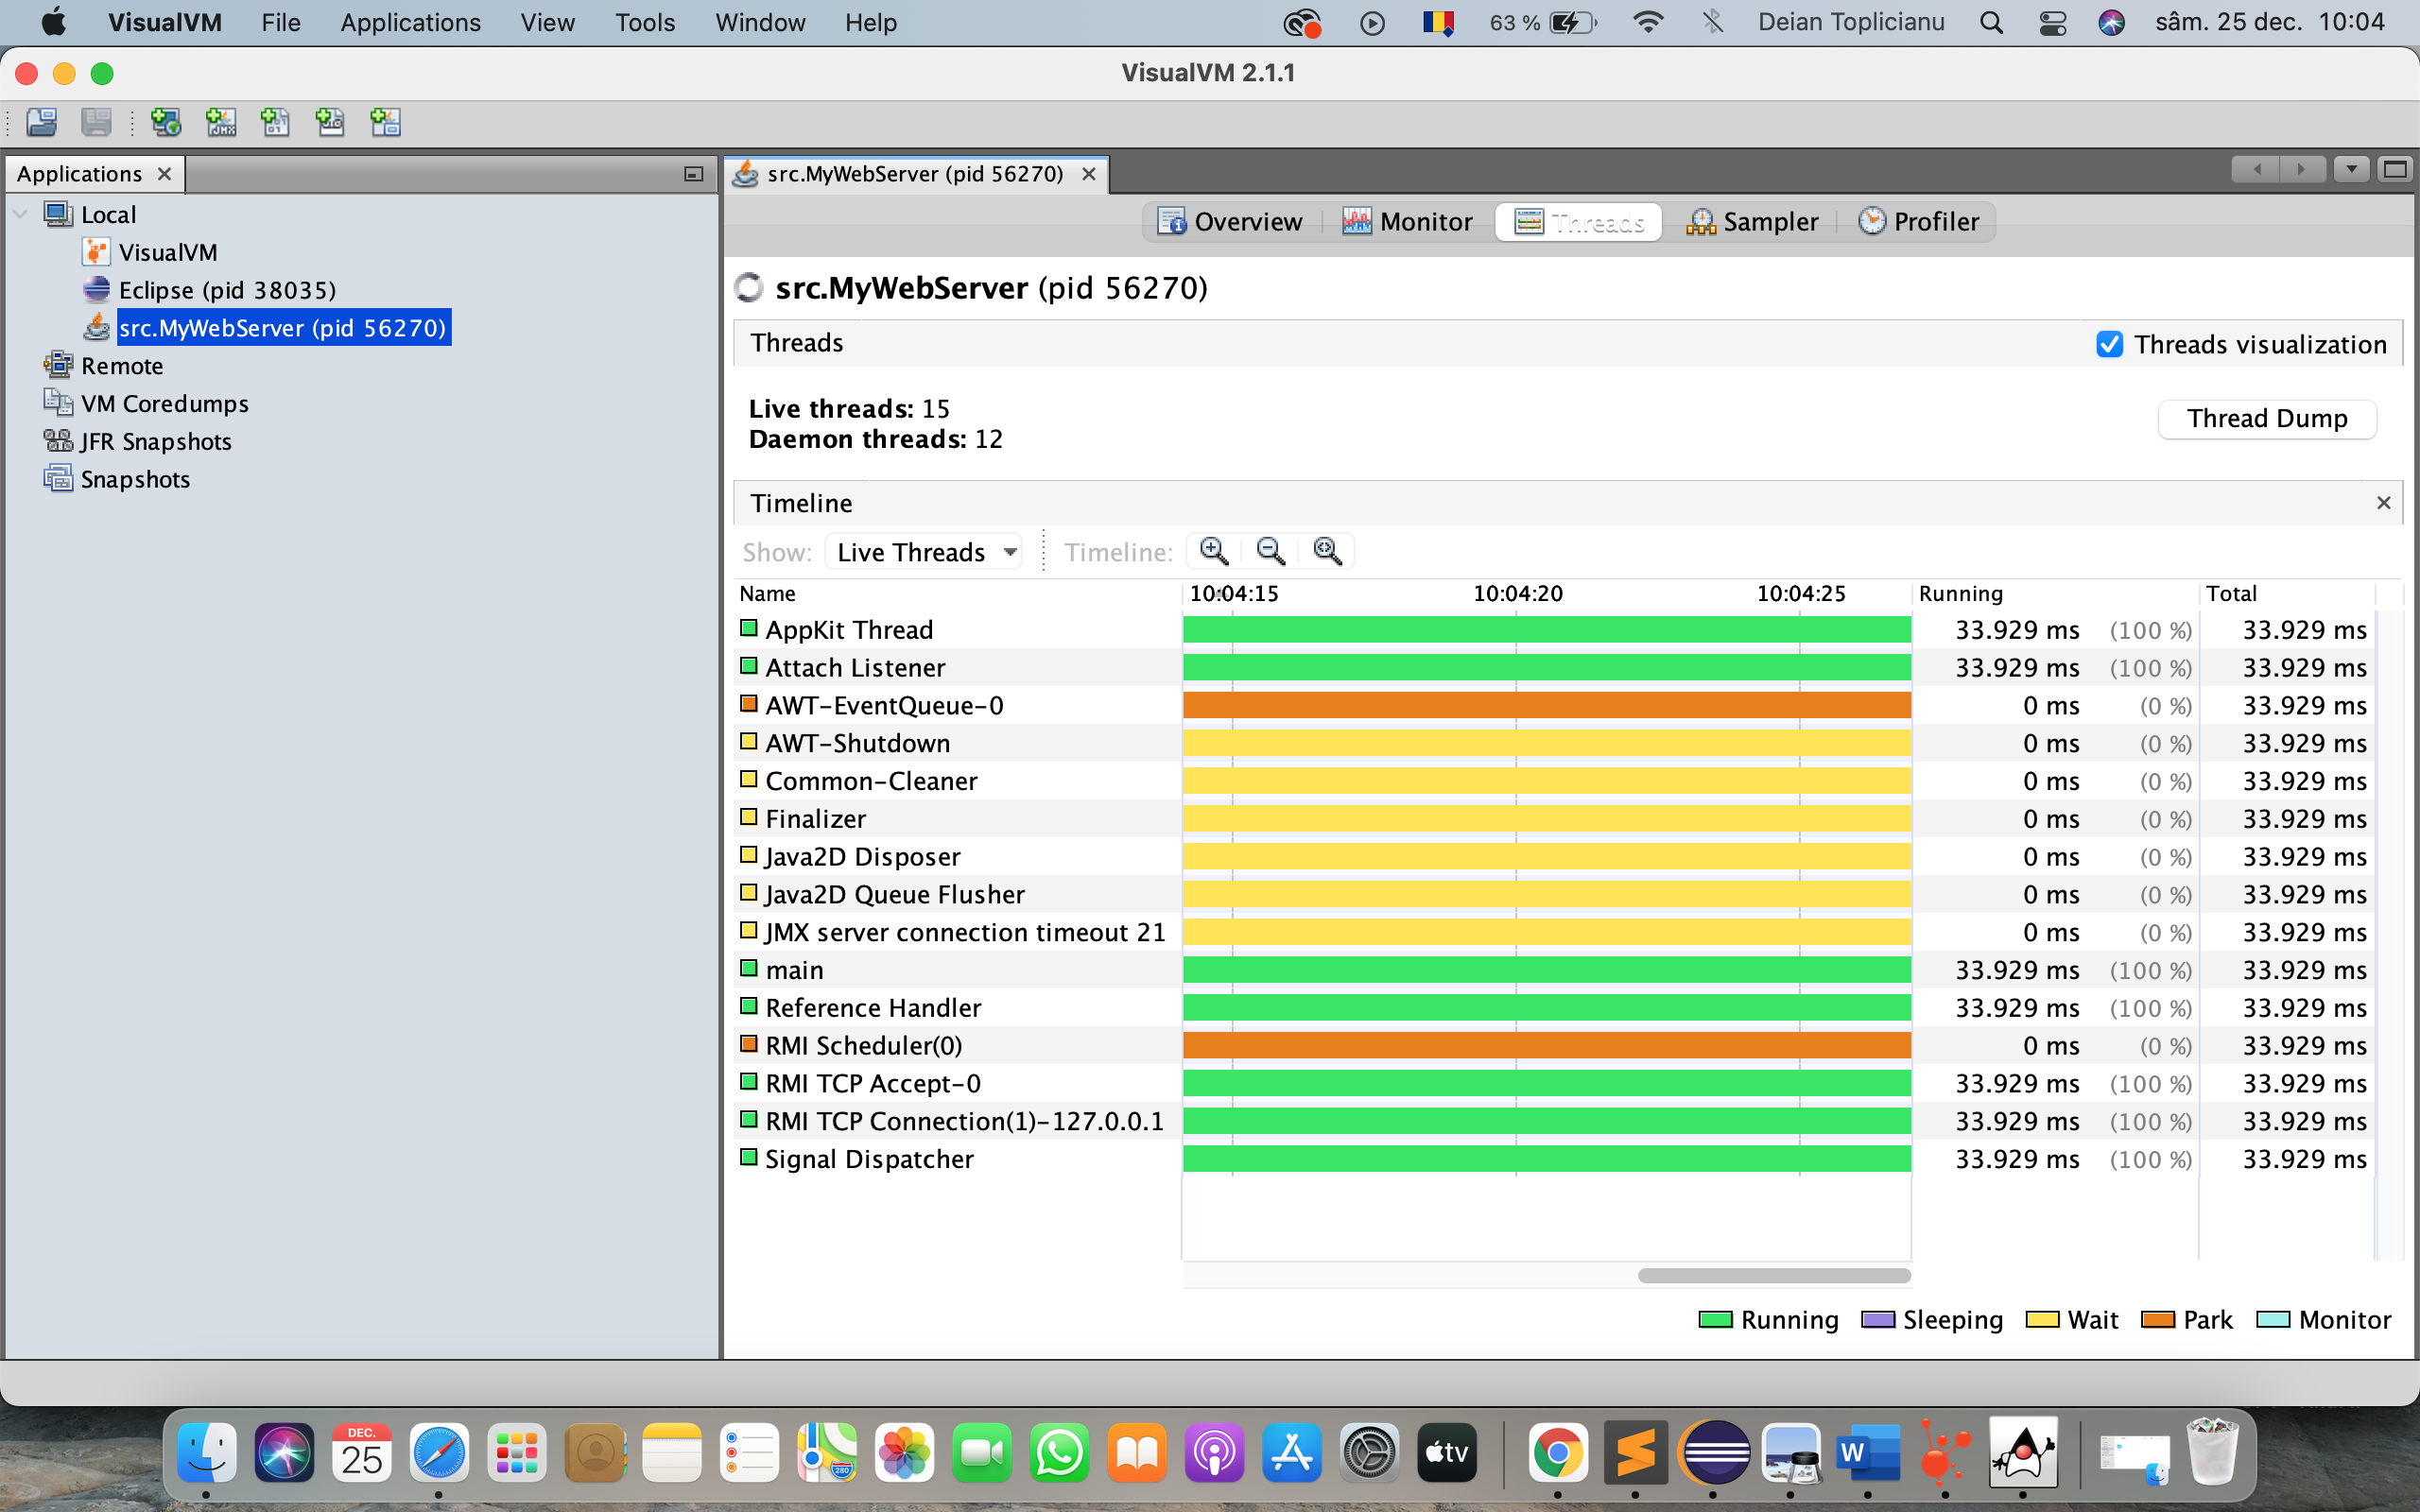 VisualVM File Applications View Tools Window Help 63 % Deian Toplicianu sâm. 25 dec. 10:04
VisualVM 2.1.1
Applications
src.MyWebServer (pid 56270)
Local
VisualVM
Eclipse (pid 38035)
src.MyWebServer (pid 56270)
Remote
VM Coredumps
JFR Snapshots
Snapshots
Overview Monitor Threads Sampler Profiler
src.MyWebServer (pid 56270)
Threads Threads visualization
Live threads: 15
Daemon threads: 12
Thread Dump
Timeline
Show: Live Threads Timeline:
Name 10:04:15 10:04:20 10:04:25 Running Total
AppKit Thread 33.929 ms (100 %) 33.929 ms
Attach Listener 33.929 ms (100 %) 33.929 ms
AWT-EventQueue-0 0 ms (0 %) 33.929 ms
AWT-Shutdown 0 ms (0 %) 33.929 ms
Common-Cleaner 0 ms (0 %) 33.929 ms
Finalizer 0 ms (0 %) 33.929 ms
Java2D Disposer 0 ms (0 %) 33.929 ms
Java2D Queue Flusher 0 ms (0 %) 33.929 ms
JMX server connection timeout 21 0 ms (0 %) 33.929 ms
main 33.929 ms (100 %) 33.929 ms
Reference Handler 33.929 ms (100 %) 33.929 ms
RMI Scheduler(0) 0 ms (0 %) 33.929 ms
RMI TCP Accept-0 33.929 ms (100 %) 33.929 ms
RMI TCP Connection(1)-127.0.0.1 33.929 ms (100 %) 33.929 ms
Signal Dispatcher 33.929 ms (100 %) 33.929 ms
Running Sleeping Wait Park Monitor
DEC.
25
280
tv
W